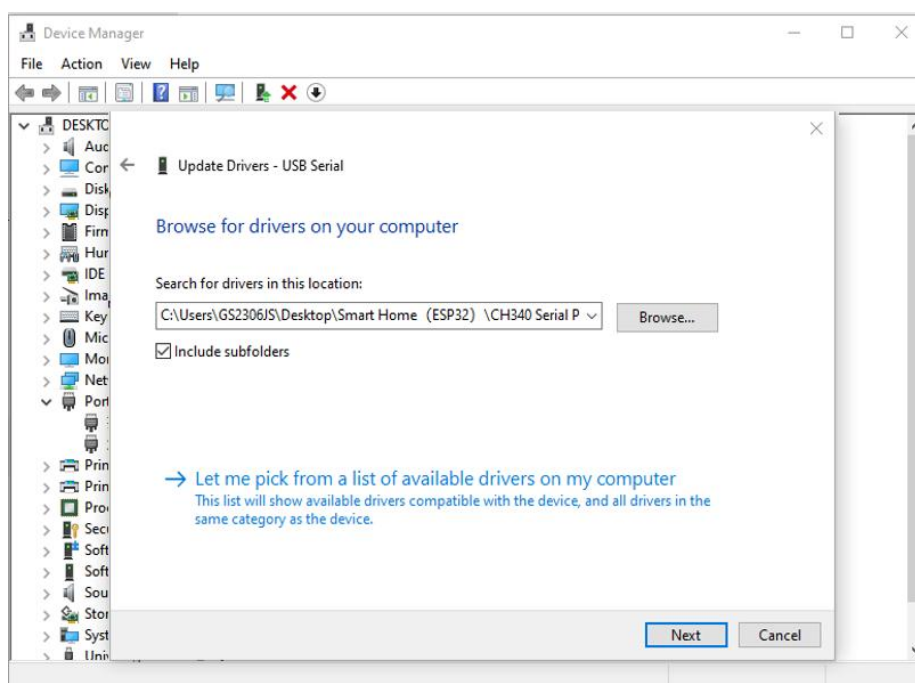 Device Manager
File Action View Help
DESKTC
Auc
Cor
Disk
Disp
Firn
Hur
IDE
Ima
Key
Mic
Mor
Net
Port
Prin
Prin
Proc
Secu
Soft
Soft
Sou
Stor
Syst
Univ
Update Drivers - USB Serial
Browse for drivers on your computer
Search for drivers in this location:
C:\Users\GS2306JS\Desktop\Smart Home（ESP32）\CH340 Serial P
Browse...
Include subfolders
Let me pick from a list of available drivers on my computer
This list will show available drivers compatible with the device, and all drivers in the
same category as the device.
Next Cancel